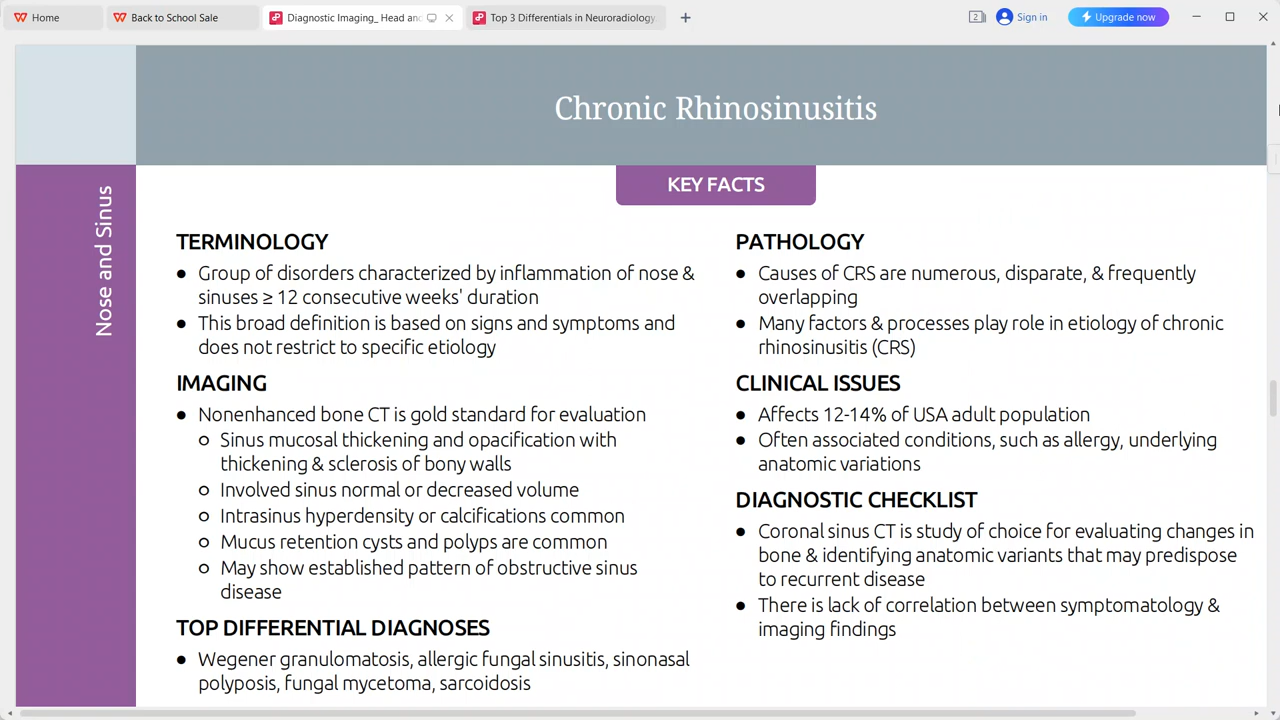 Home
Back to School Sale
Diagnostic Imaging_ Head an
Top 3 Differentials in Neuroradiology
2
Sign in
Upgrade now
Chronic Rhinosinusitis
Nose and Sinus
KEY FACTS
TERMINOLOGY
● Group of disorders characterized by inflammation of nose &
sinuses ≥ 12 consecutive weeks' duration
● This broad definition is based on signs and symptoms and
does not restrict to specific etiology
IMAGING
● Nonenhanced bone CT is gold standard for evaluation
○ Sinus mucosal thickening and opacification with
thickening & sclerosis of bony walls
○ Involved sinus normal or decreased volume
○ Intrasinus hyperdensity or calcifications common
○ Mucus retention cysts and polyps are common
○ May show established pattern of obstructive sinus
disease
TOP DIFFERENTIAL DIAGNOSES
● Wegener granulomatosis, allergic fungal sinusitis, sinonasal
polyposis, fungal mycetoma, sarcoidosis
PATHOLOGY
● Causes of CRS are numerous, disparate, & frequently
overlapping
● Many factors & processes play role in etiology of chronic
rhinosinusitis (CRS)
CLINICAL ISSUES
● Affects 12-14% of USA adult population
● Often associated conditions, such as allergy, underlying
anatomic variations
DIAGNOSTIC CHECKLIST
● Coronal sinus CT is study of choice for evaluating changes in
bone & identifying anatomic variants that may predispose
to recurrent disease
● There is lack of correlation between symptomatology &
imaging findings